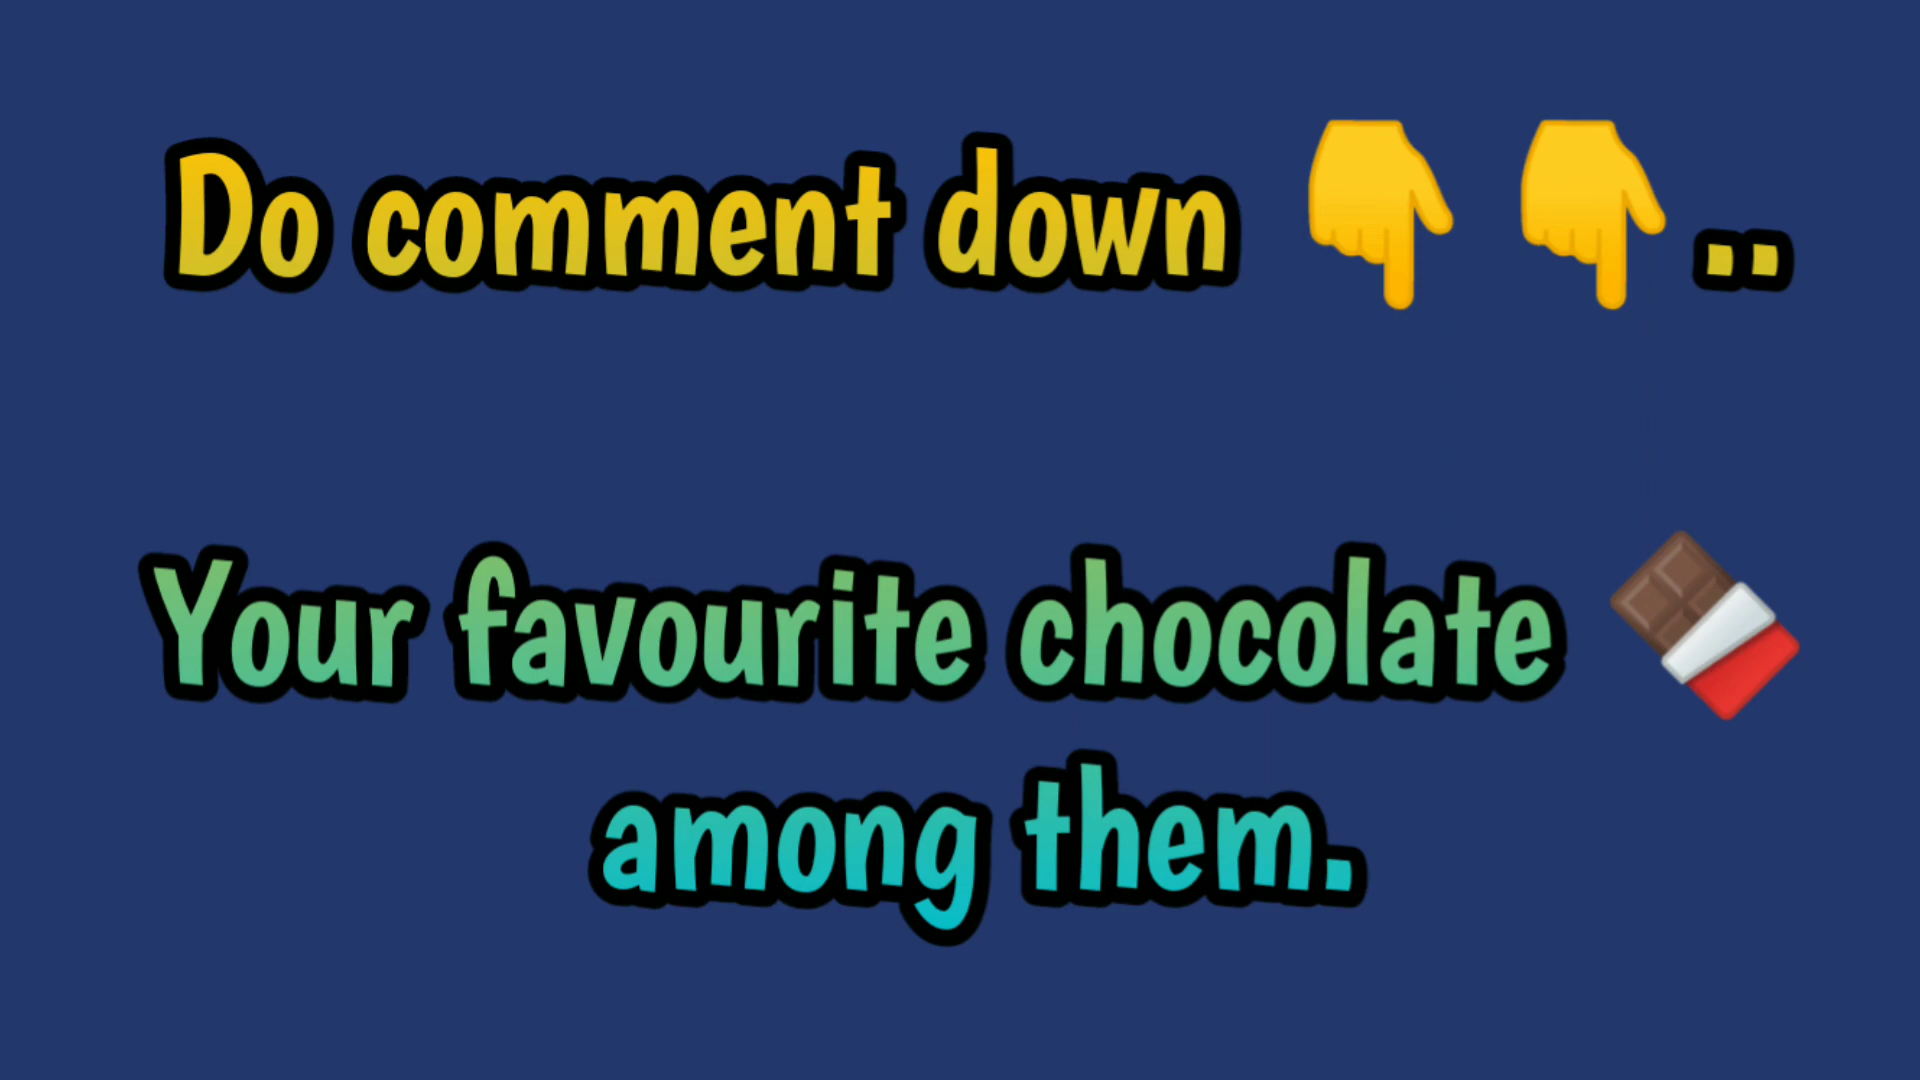 Do comment down 👇👇..
Your favourite chocolate 🍫
among them.